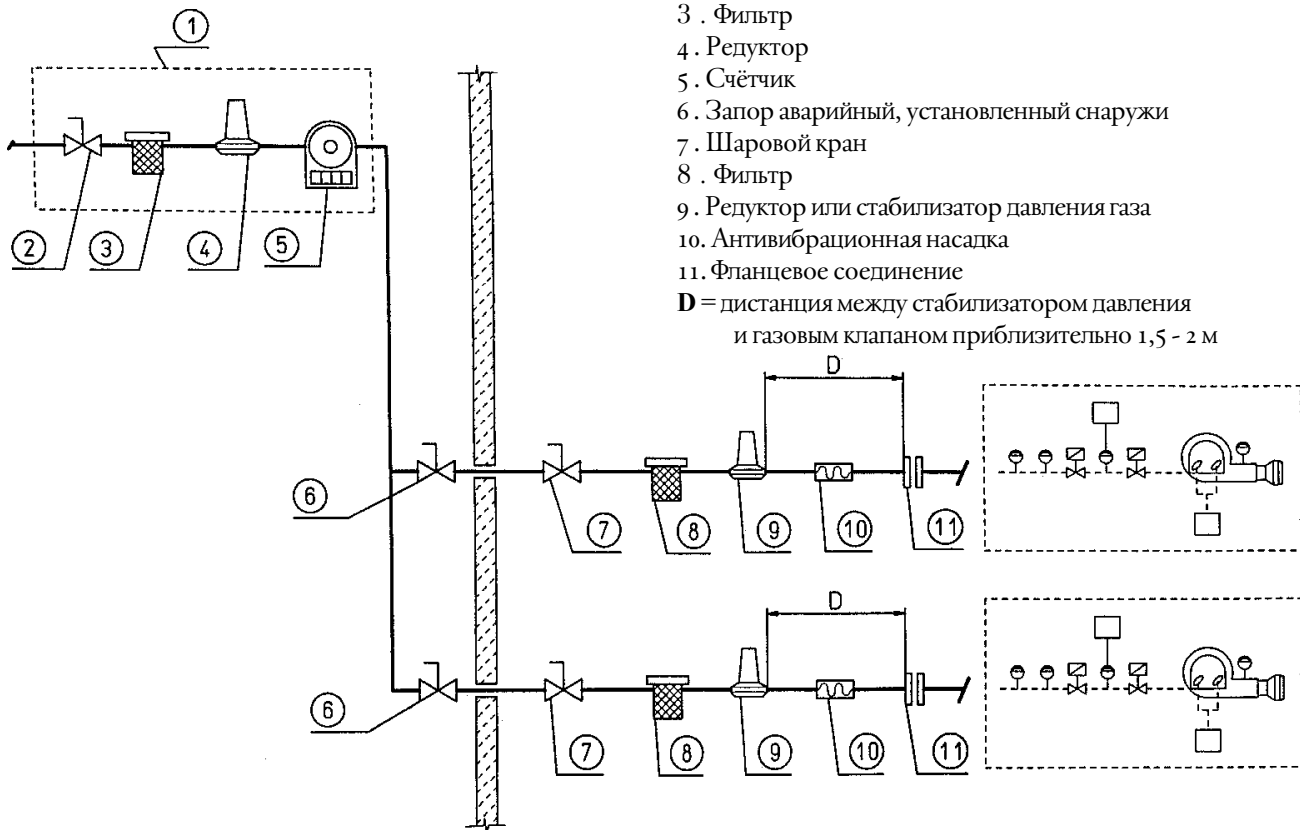 3 . Фильтр
4 . Редуктор
5 . Счётчик
6 . Запор аварийный, установленный снаружи
7 . Шаровой кран
8 . Фильтр
9 . Редуктор или стабилизатор давления газа
10. Антивибрационная насадка
11. Фланцевое соединение
D = дистанция между стабилизатором давления
и газовым клапаном приблизительно 1,5 - 2 м
1
2
3
4
5
D
6
7
8
9
10
11
D
6
7
8
9
10
11